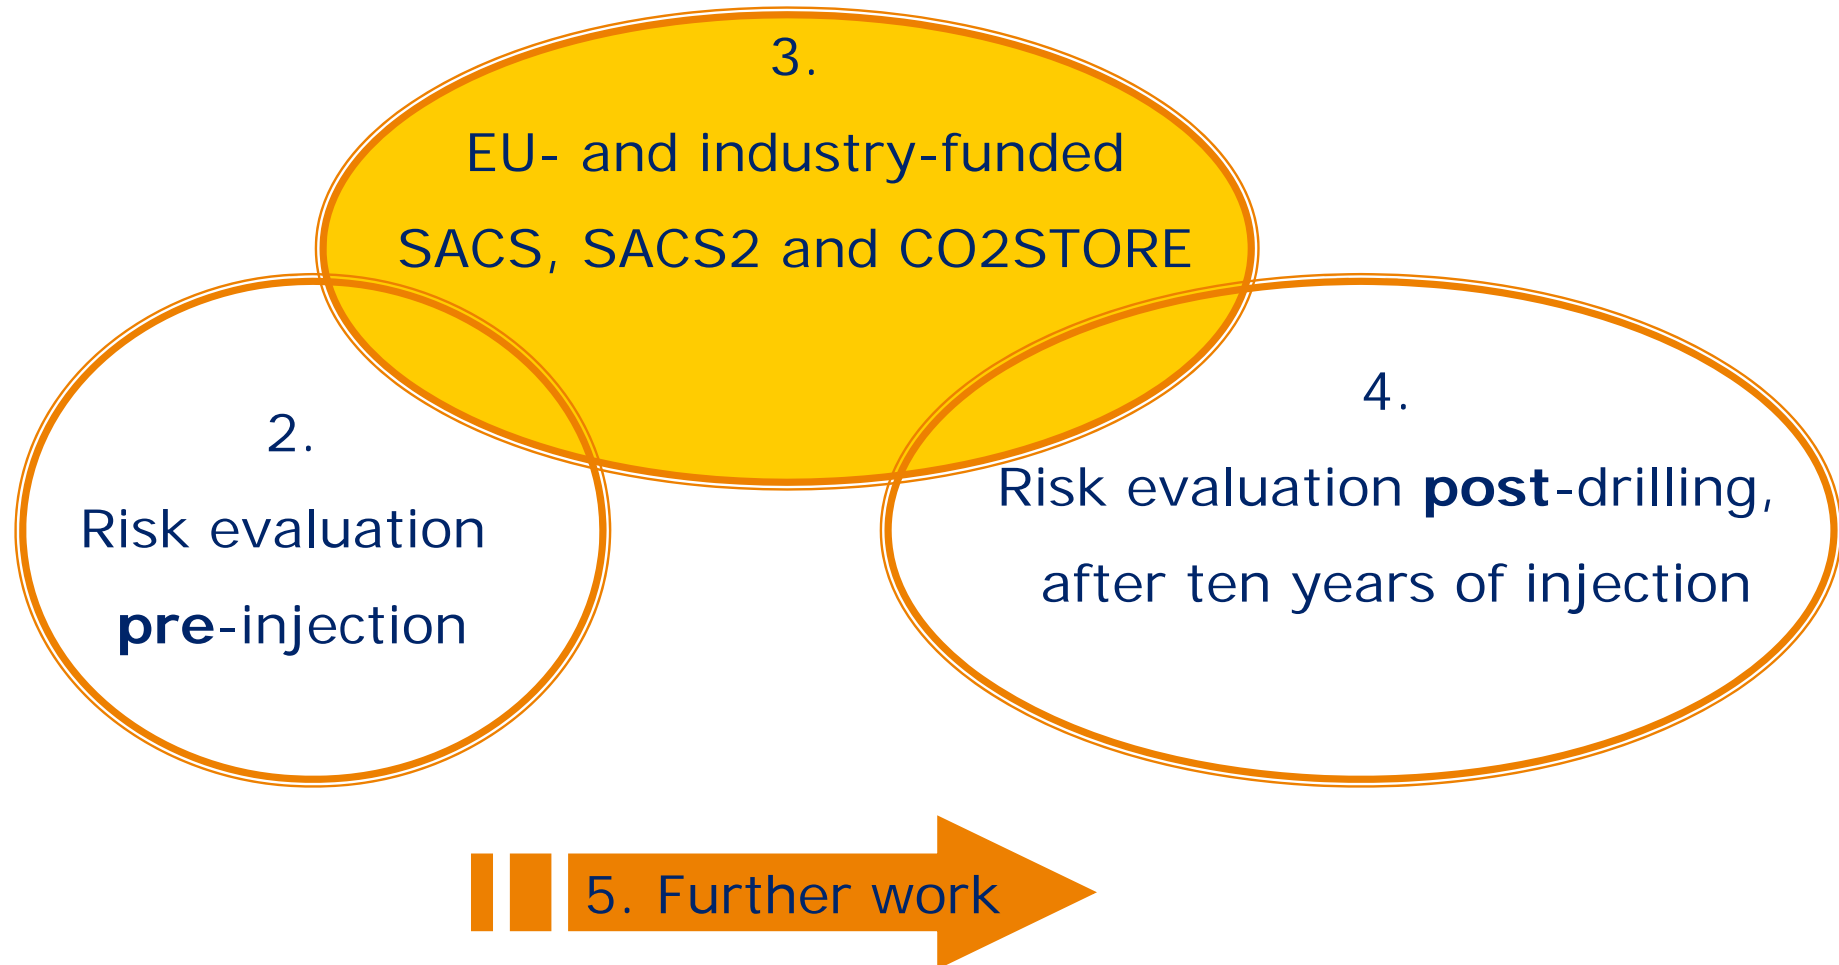 3.
EU- and industry-funded
SACS, SACS2 and CO2STORE
2.
Risk evaluation
pre-injection
4.
Risk evaluation post-drilling,
after ten years of injection
5. Further work